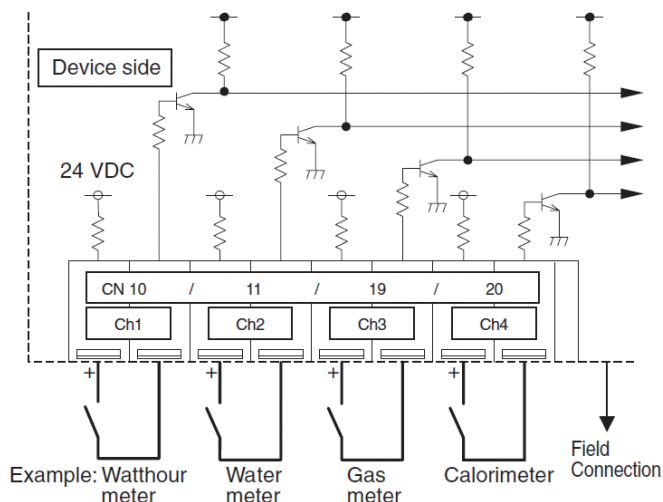 Device side
24 VDC
CN 10 / 11 / 19 / 20
Ch1 Ch2 Ch3 Ch4
+ + + +
Example: Watthour meter
Water meter
Gas meter
Calorimeter
Field Connection